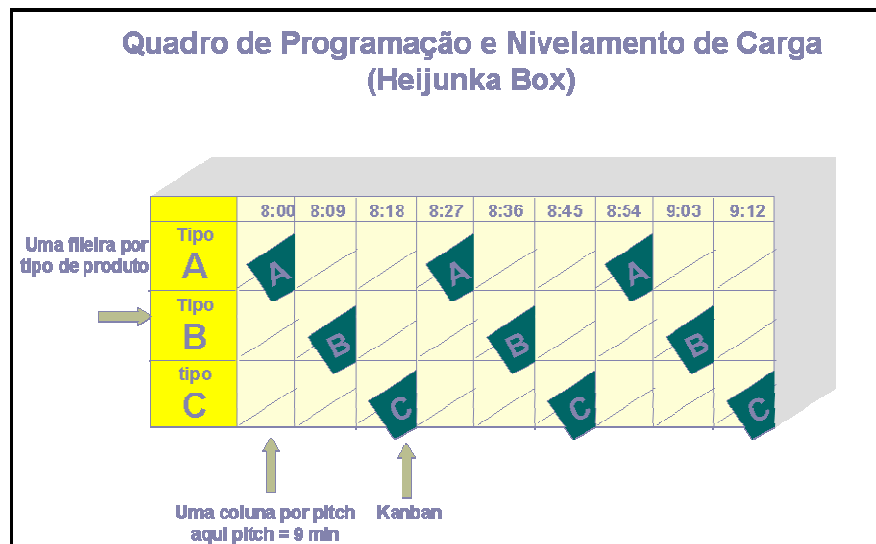 Quadro de Programação e Nivelamento de Carga
(Heijunka Box)
8:00 8:09 8:18 8:27 8:36 8:45 8:54 9:03 9:12
Uma fileira por
tipo de produto
Tipo
A
A A A
Tipo
B
B B B
tipo
C
C C C
Uma coluna por pitch
aqui pitch = 9 min
Kanban